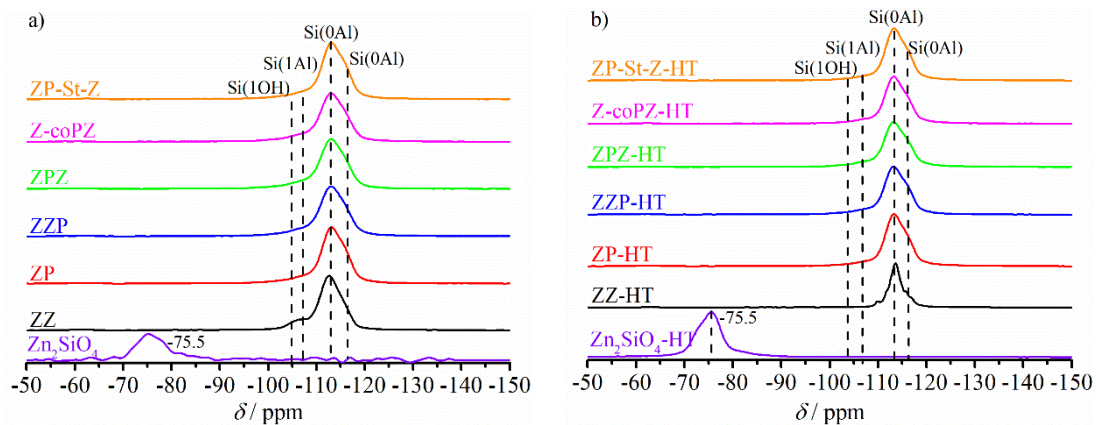 a)
Si(0Al)
Si(1Al)
Si(0Al)
Si(1OH)
ZP-St-Z
Z-coPZ
ZPZ
ZZP
ZP
ZZ
Zn₂SiO₄
-75.5
-50 -60 -70 -80 -90 -100 -110 -120 -130 -140 -150
δ / ppm
b)
Si(0Al)
Si(1Al)
Si(0Al)
Si(1OH)
ZP-St-Z-HT
Z-coPZ-HT
ZPZ-HT
ZZP-HT
ZP-HT
ZZ-HT
Zn₂SiO₄-HT
-75.5
-50 -60 -70 -80 -90 -100 -110 -120 -130 -140 -150
δ / ppm